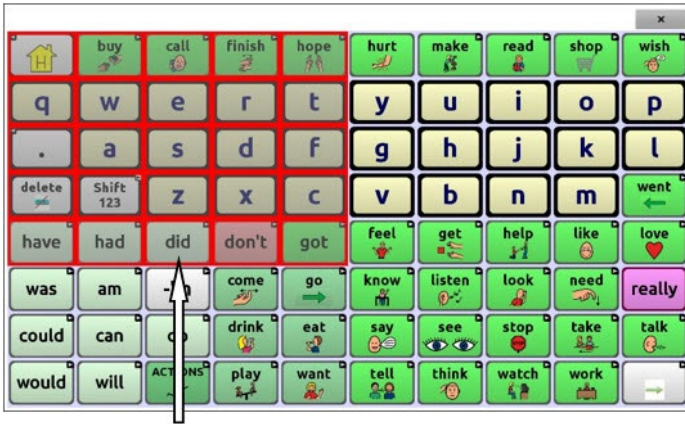 ×
H buy call finish hope hurt make read shop wish
q w e r t y u i o p
. a s d f g h j k l
delete Shift 123 z x c v b n m went
have had did don't got feel get help like love
was am come go know listen look need really
could can drink eat say see stop take talk
would will play want tell think watch work